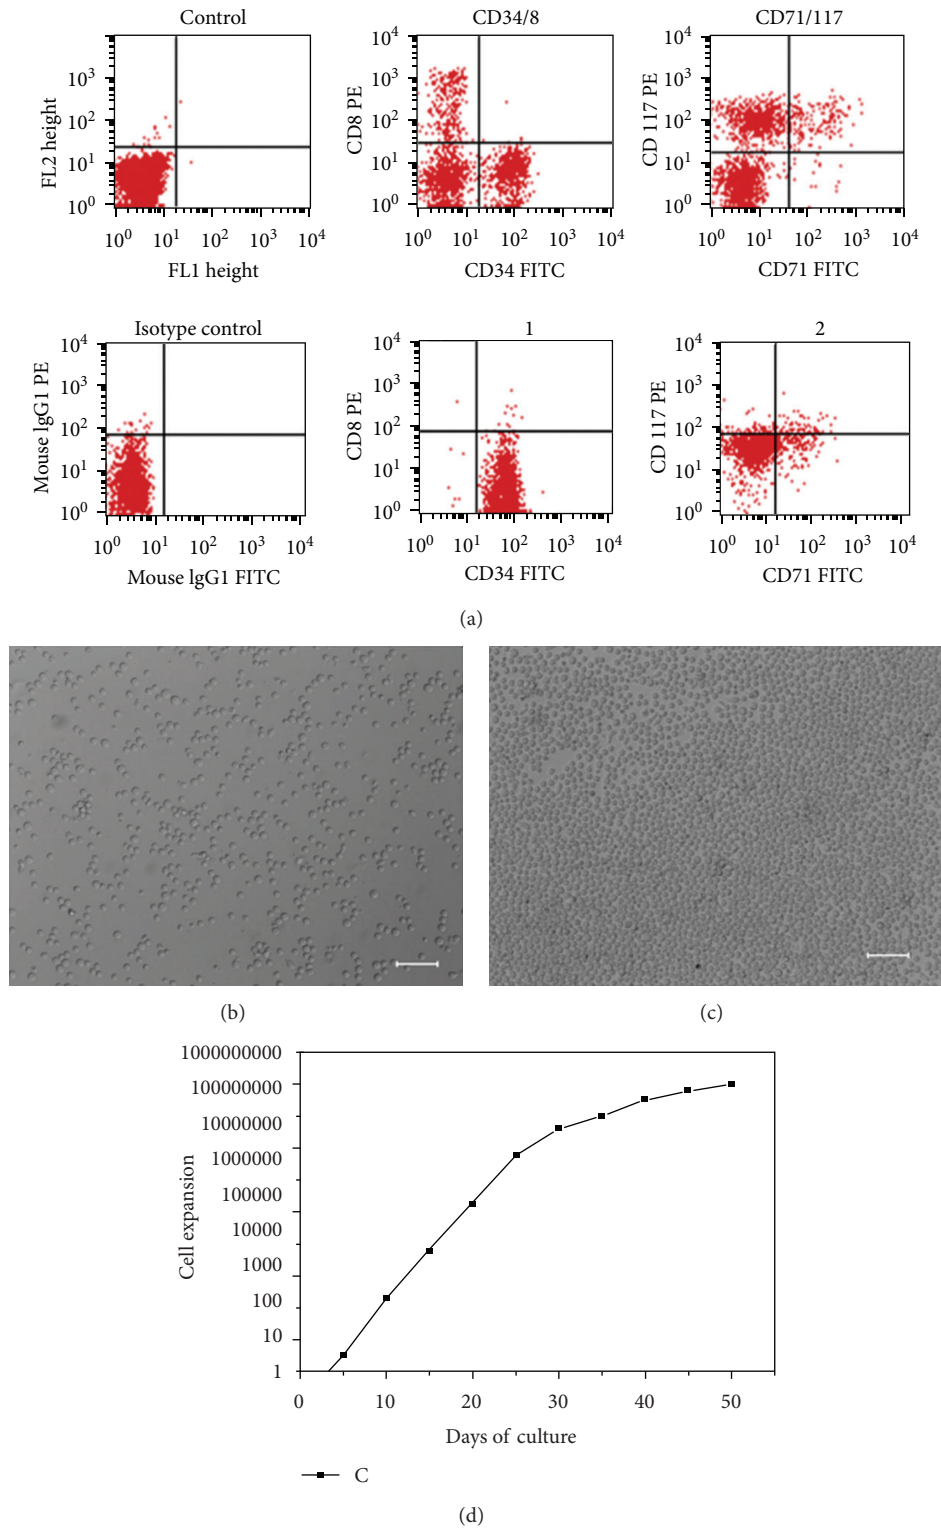 Control
FL2 height
10³
10²
10¹
10⁰
10⁰ 10¹ 10² 10³ 10⁴
FL1 height
CD34/8
CD8 PE
10⁴
10³
10²
10¹
10⁰
10⁰ 10¹ 10² 10³ 10⁴
CD34 FITC
CD71/117
CD 117 PE
10⁴
10³
10²
10¹
10⁰
10⁰ 10¹ 10² 10³ 10⁴
CD71 FITC
Isotype control
Mouse lgG1 PE
10⁴
10³
10²
10¹
10⁰
10⁰ 10¹ 10² 10³ 10⁴
Mouse lgG1 FITC
1
CD8 PE
10⁴
10³
10²
10¹
10⁰
10⁰ 10¹ 10² 10³ 10⁴
CD34 FITC
2
CD 117 PE
10⁴
10³
10²
10¹
10⁰
10⁰ 10¹ 10² 10³ 10⁴
CD71 FITC
(a)
(b)
(c)
Cell expansion
1000000000
100000000
10000000
1000000
100000
10000
1000
100
10
1
0 10 20 30 40 50
Days of culture
C
(d)